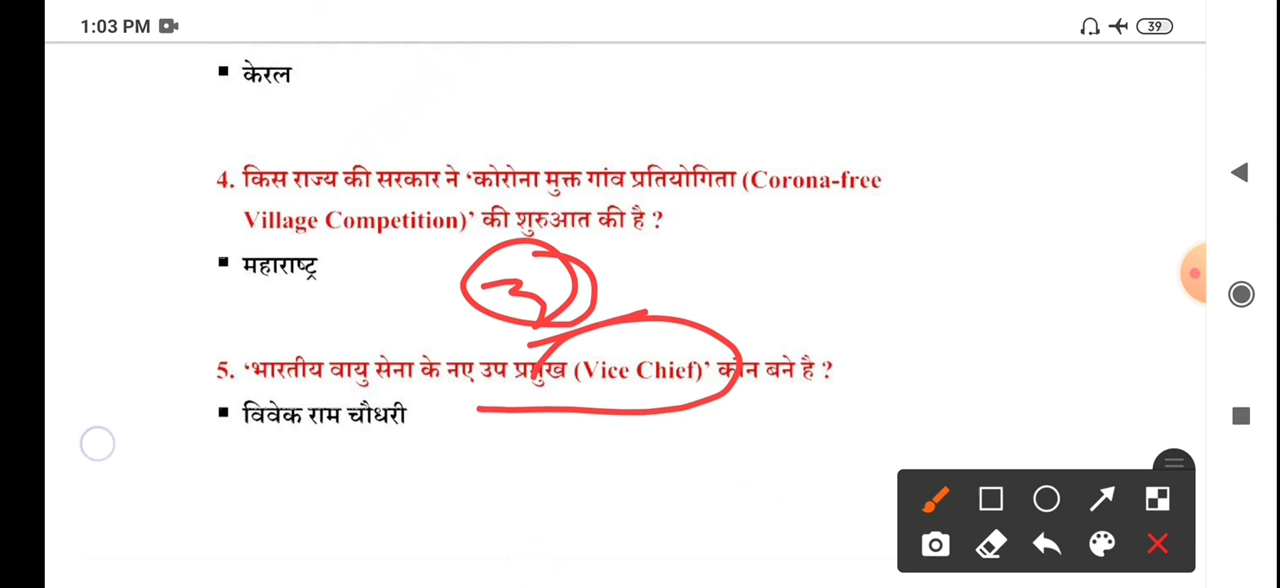 1:03 PM
39
▪ केरल
4. किस राज्य की सरकार ने ‘कोरोना मुक्त गांव प्रतियोगिता (Corona-free
Village Competition)’ की शुरुआत की है ?
▪ महाराष्ट्र
3
5. ‘भारतीय वायु सेना के नए उप प्रमुख (Vice Chief)’ कौन बने है ?
▪ विवेक राम चौधरी